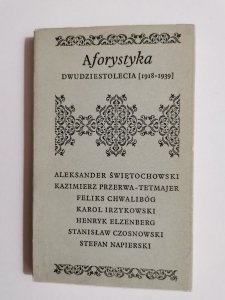 Aforystyka
DWUDZIESTOLECIA [1918-1939]
ALEKSANDER ŚWIĘTOCHOWSKI
KAZIMIERZ PRZERWA-TETMAJER
FELIKS CHWALIBÓG
KAROL IRZYKOWSKI
HENRYK ELZENBERG
STANISŁAW CZOSNOWSKI
STEFAN NAPIERSKI